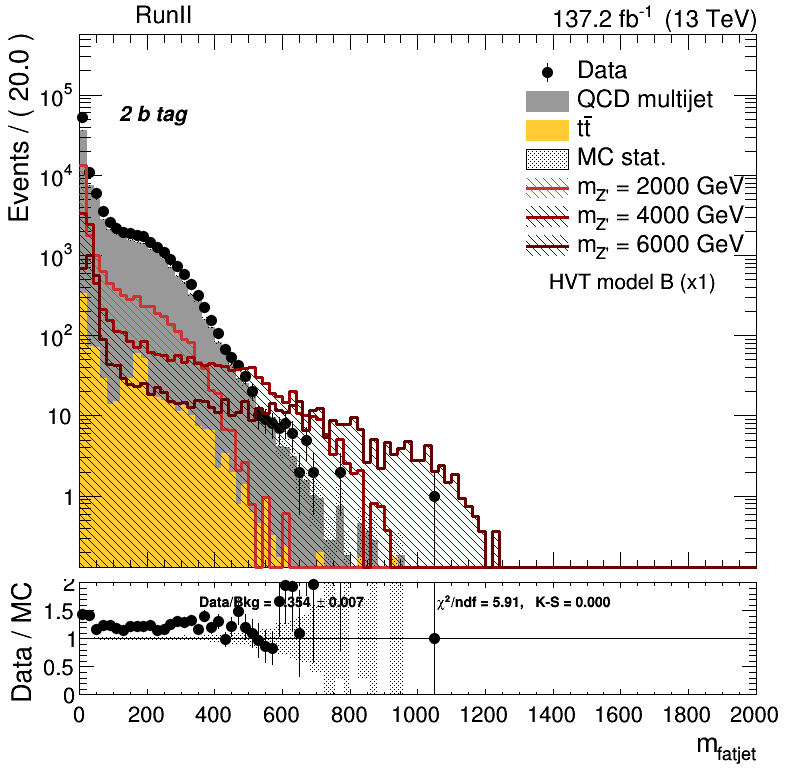 RunII
137.2 fb⁻¹ (13 TeV)
Events / ( 20.0 )
10⁵
10⁴
10³
10²
10
1
2 b tag
Data
QCD multijet
tt̄
MC stat.
m_Z' = 2000 GeV
m_Z' = 4000 GeV
m_Z' = 6000 GeV
HVT model B (x1)
Data / MC
2
1.5
1
0.5
0
Data/Bkg = 354 ± 0.007
χ²/ndf = 5.91, K-S = 0.000
0 200 400 600 800 1000 1200 1400 1600 1800 2000
m_fatjet